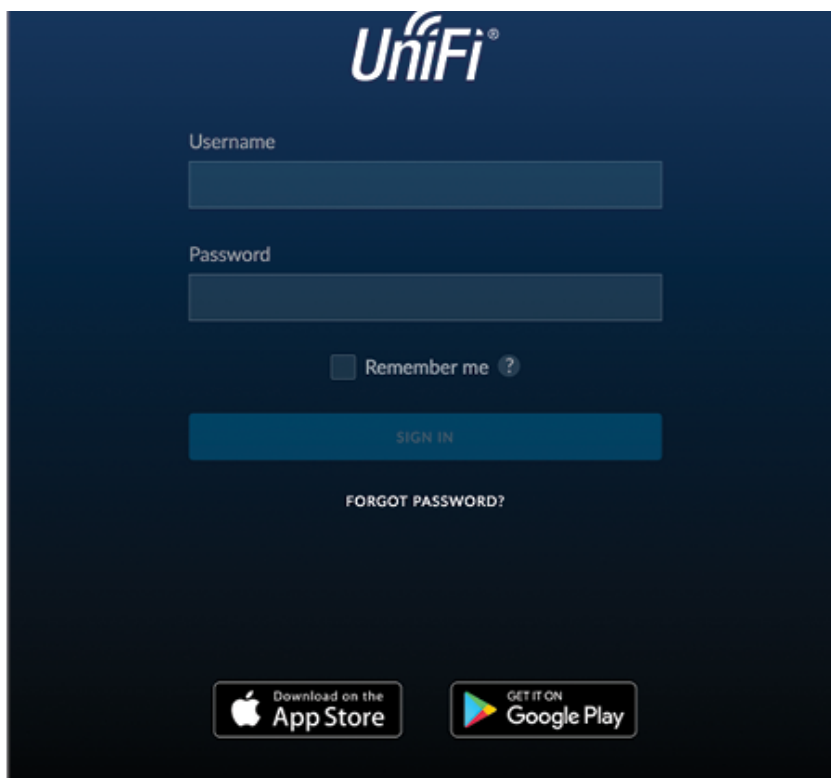 UniFi®
Username
Password
Remember me ?
SIGN IN
FORGOT PASSWORD?
Download on the
App Store
GET IT ON
Google Play